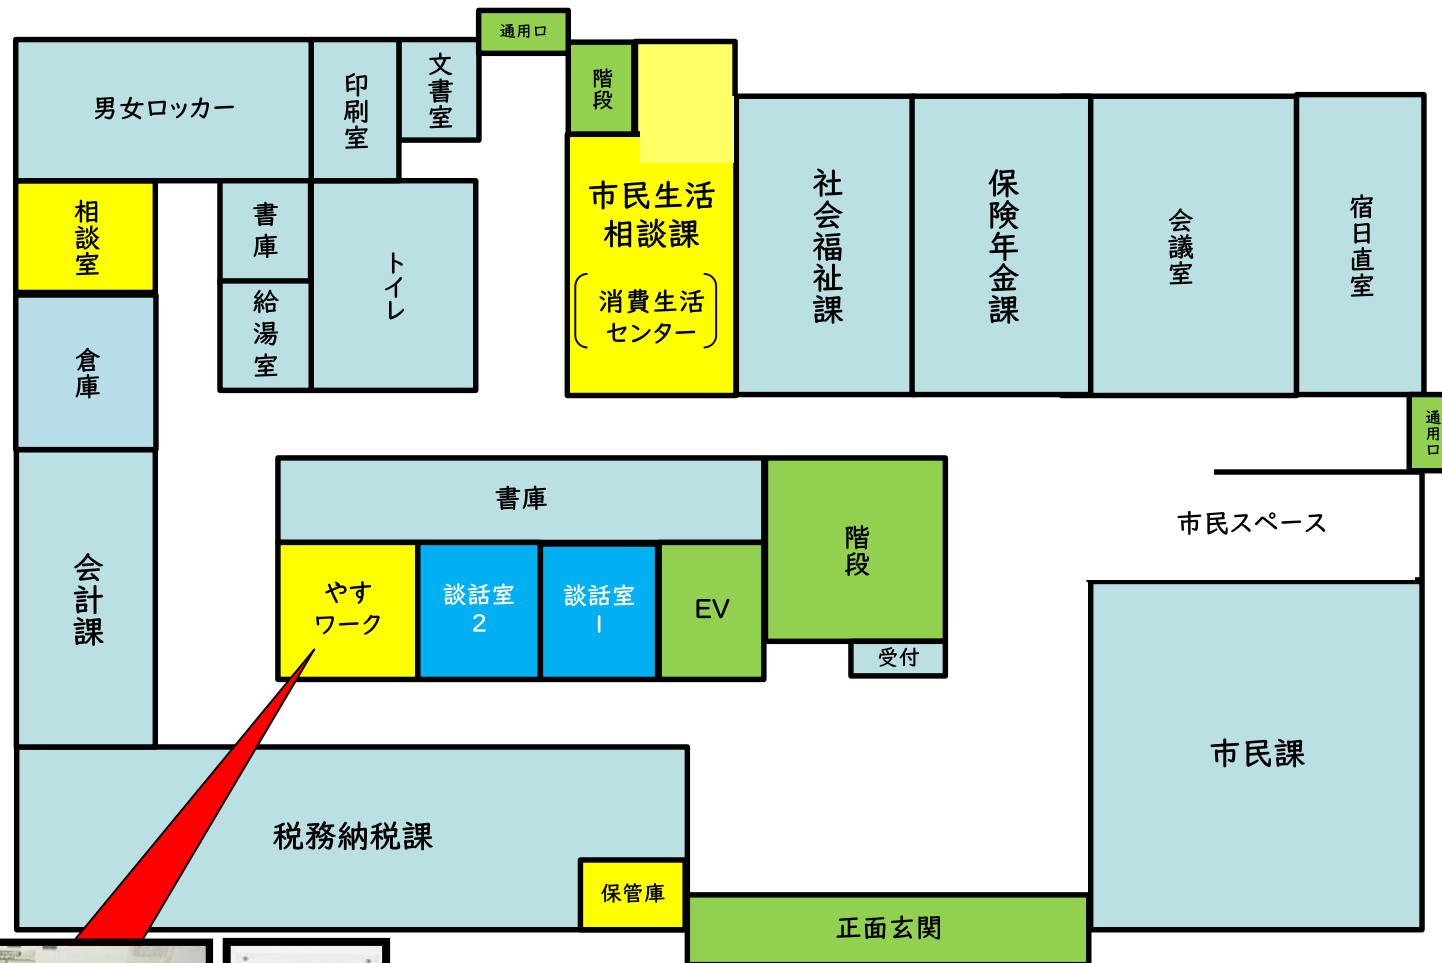 通用口
男女ロッカー
印刷室
文書室
階段
相談室
書庫
給湯室
トイレ
市民生活
相談課
消費生活
センター
社会福祉課
保険年金課
会議室
宿日直室
倉庫
通用口
会計課
書庫
階段
市民スペース
やす
ワーク
談話室
2
談話室
1
EV
受付
市民課
税務納税課
保管庫
正面玄関